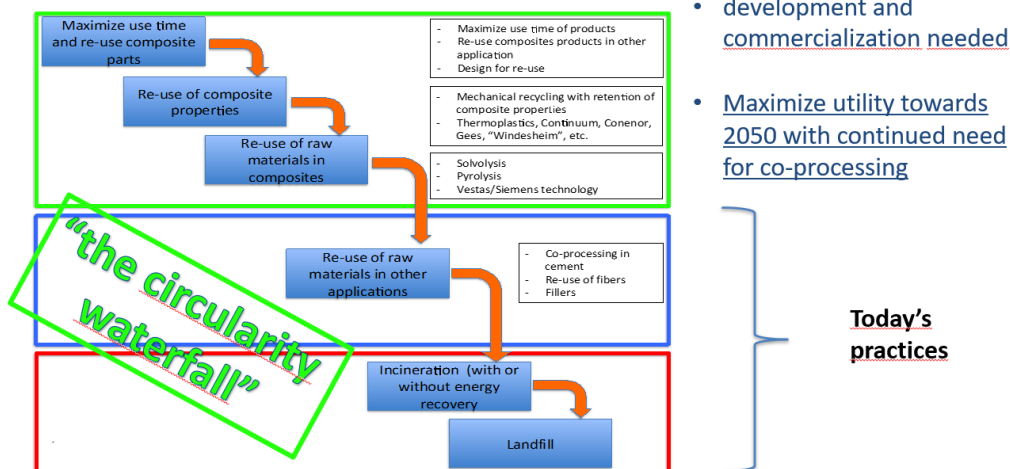 Maximize use time
and re-use composite
parts
- Maximize use time of products
- Re-use composites products in other
application
- Design for re-use
Re-use of composite
properties
- Mechanical recycling with retention of
composite properties
- Thermoplastics, Continuum, Conenor,
Gees, "Windesheim", etc.
Re-use of raw
materials in
composites
- Solvolysis
- Pyrolysis
- Vestas/Siemens technology
Re-use of raw
materials in other
applications
- Co-processing in
cement
- Re-use of fibers
- Fillers
Incineration (with or
without energy
recovery
Landfill
“the circularity
waterfall”
• development and
commercialization needed
• Maximize utility towards
2050 with continued need
for co-processing
Today’s
practices